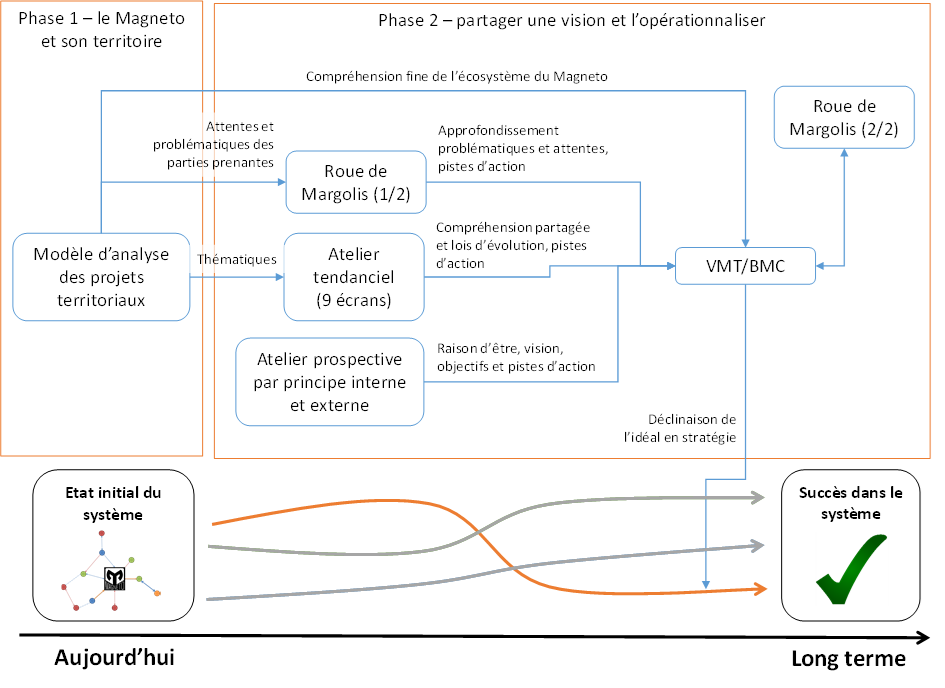 Phase 1 – le Magneto
et son territoire
Phase 2 – partager une vision et l’opérationnaliser
Compréhension fine de l’écosystème du Magneto
Roue de
Margolis (2/2)
Attentes et
problématiques des
parties prenantes
Roue de
Margolis (1/2)
Approfondissement
problématiques et attentes,
pistes d’action
Modèle d’analyse
des projets
territoriaux
Thématiques
Atelier
tendanciel
(9 écrans)
Compréhension partagée
et lois d’évolution, pistes
d’action
VMT/BMC
Atelier prospective
par principe interne
et externe
Raison d’être, vision,
objectifs et pistes d’action
Déclinaison de
l’idéal en stratégie
Etat initial du
système
Succès dans le
système
Aujourd’hui
Long terme